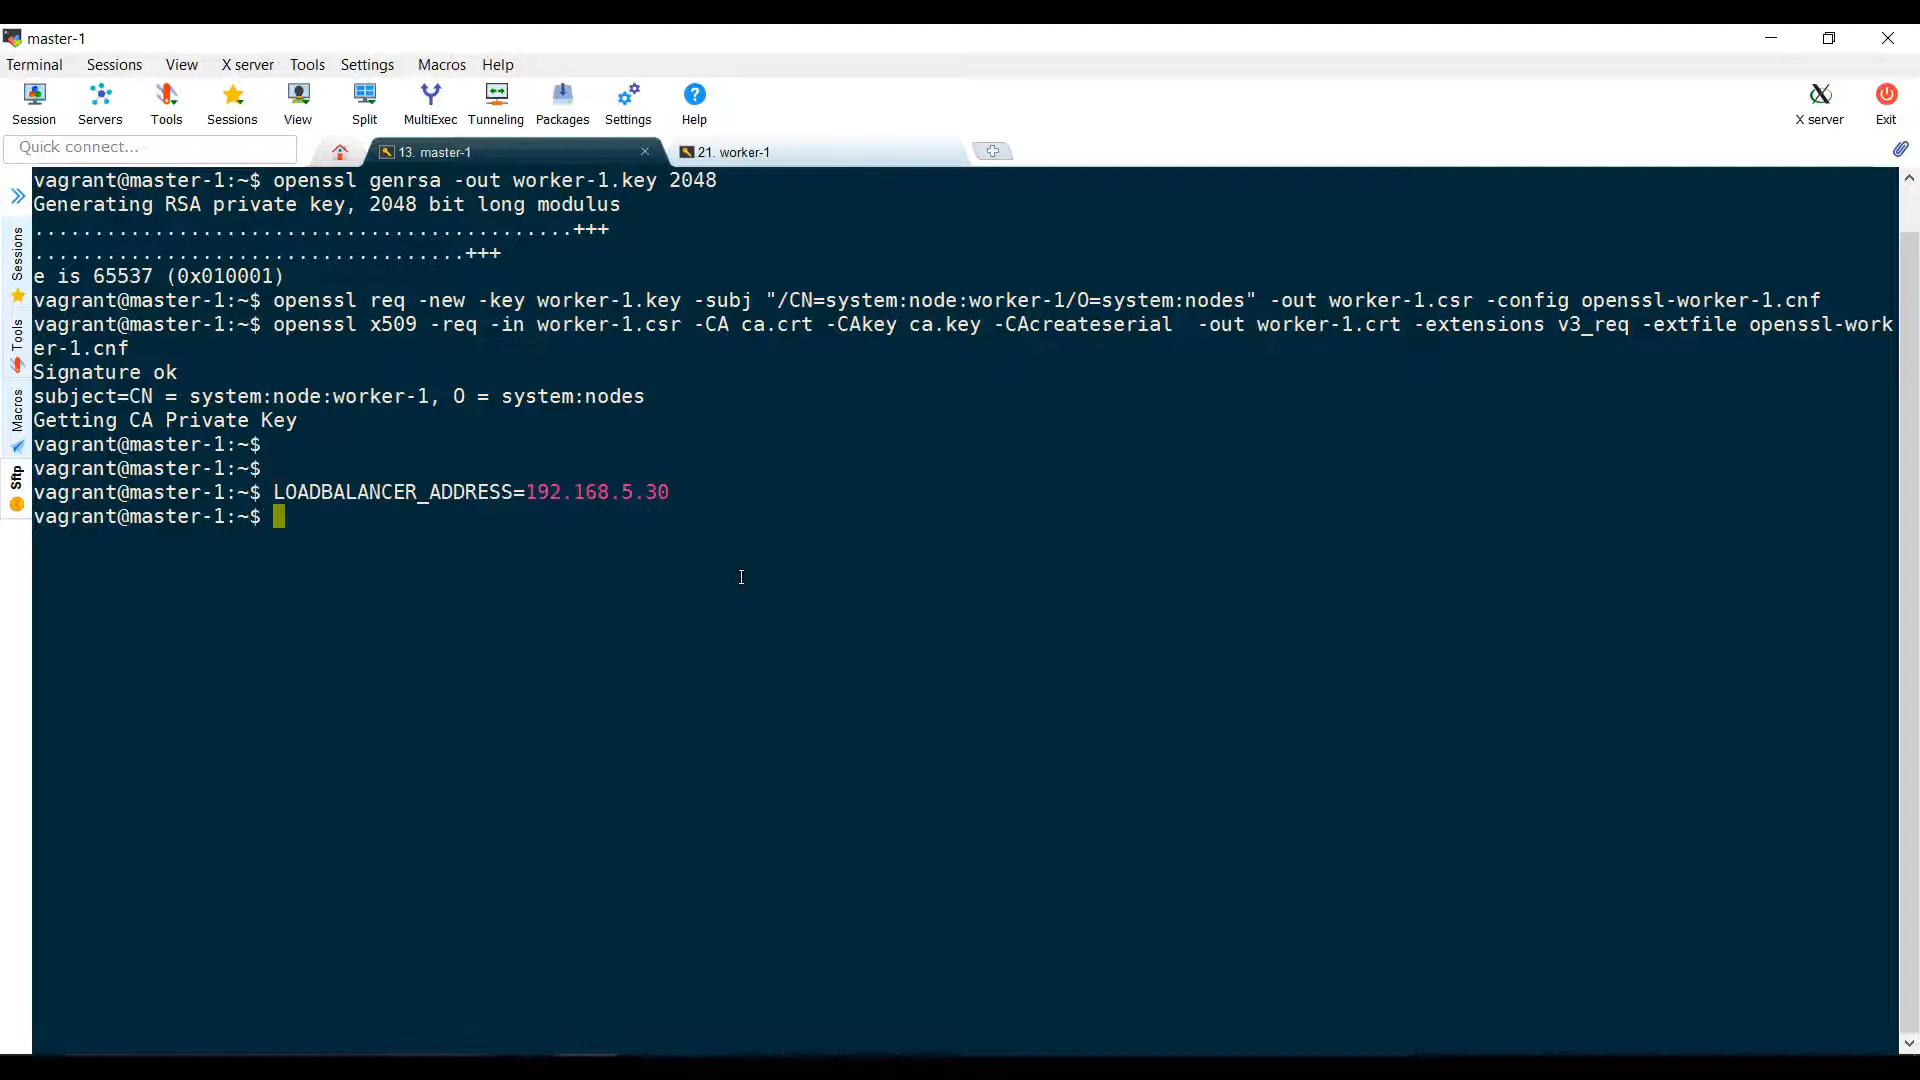 master-1
Terminal Sessions View X server Tools Settings Macros Help
Session Servers Tools Sessions View Split MultiExec Tunneling Packages Settings Help X server Exit
Quick connect...
13. master-1
21. worker-1
Sessions
Tools
Macros
Sftp
vagrant@master-1:~$ openssl genrsa -out worker-1.key 2048
Generating RSA private key, 2048 bit long modulus
.............................................+++
....................................+++
e is 65537 (0x010001)
vagrant@master-1:~$ openssl req -new -key worker-1.key -subj "/CN=system:node:worker-1/O=system:nodes" -out worker-1.csr -config openssl-worker-1.cnf
vagrant@master-1:~$ openssl x509 -req -in worker-1.csr -CA ca.crt -CAkey ca.key -CAcreateserial  -out worker-1.crt -extensions v3_req -extfile openssl-work
er-1.cnf
Signature ok
subject=CN = system:node:worker-1, O = system:nodes
Getting CA Private Key
vagrant@master-1:~$
vagrant@master-1:~$
vagrant@master-1:~$ LOADBALANCER_ADDRESS=192.168.5.30
vagrant@master-1:~$